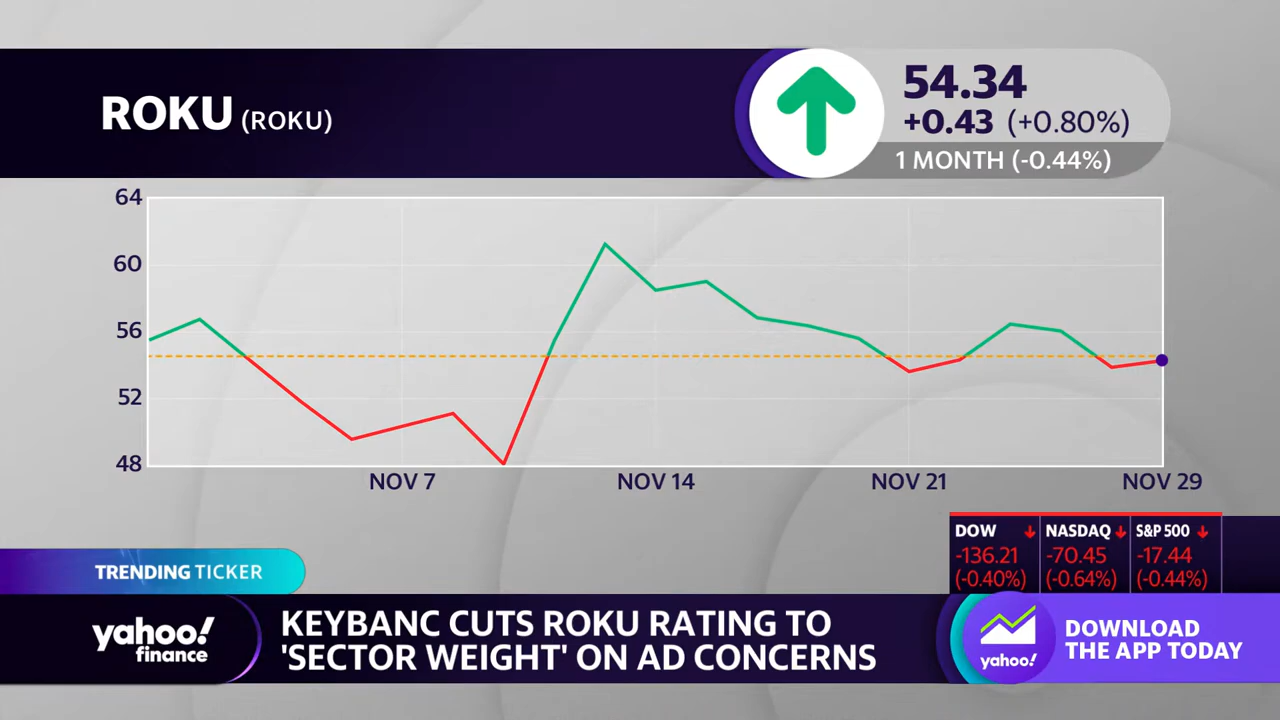 ROKU (ROKU)
54.34
+0.43 (+0.80%)
1 MONTH (-0.44%)
64
60
56
52
48
NOV 7
NOV 14
NOV 21
NOV 29
DOW
-136.21
(-0.40%)
NASDAQ
-70.45
(-0.64%)
S&P 500
-17.44
(-0.44%)
TRENDING TICKER
yahoo!
finance
KEYBANC CUTS ROKU RATING TO
'SECTOR WEIGHT' ON AD CONCERNS
yahoo!
DOWNLOAD
THE APP TODAY